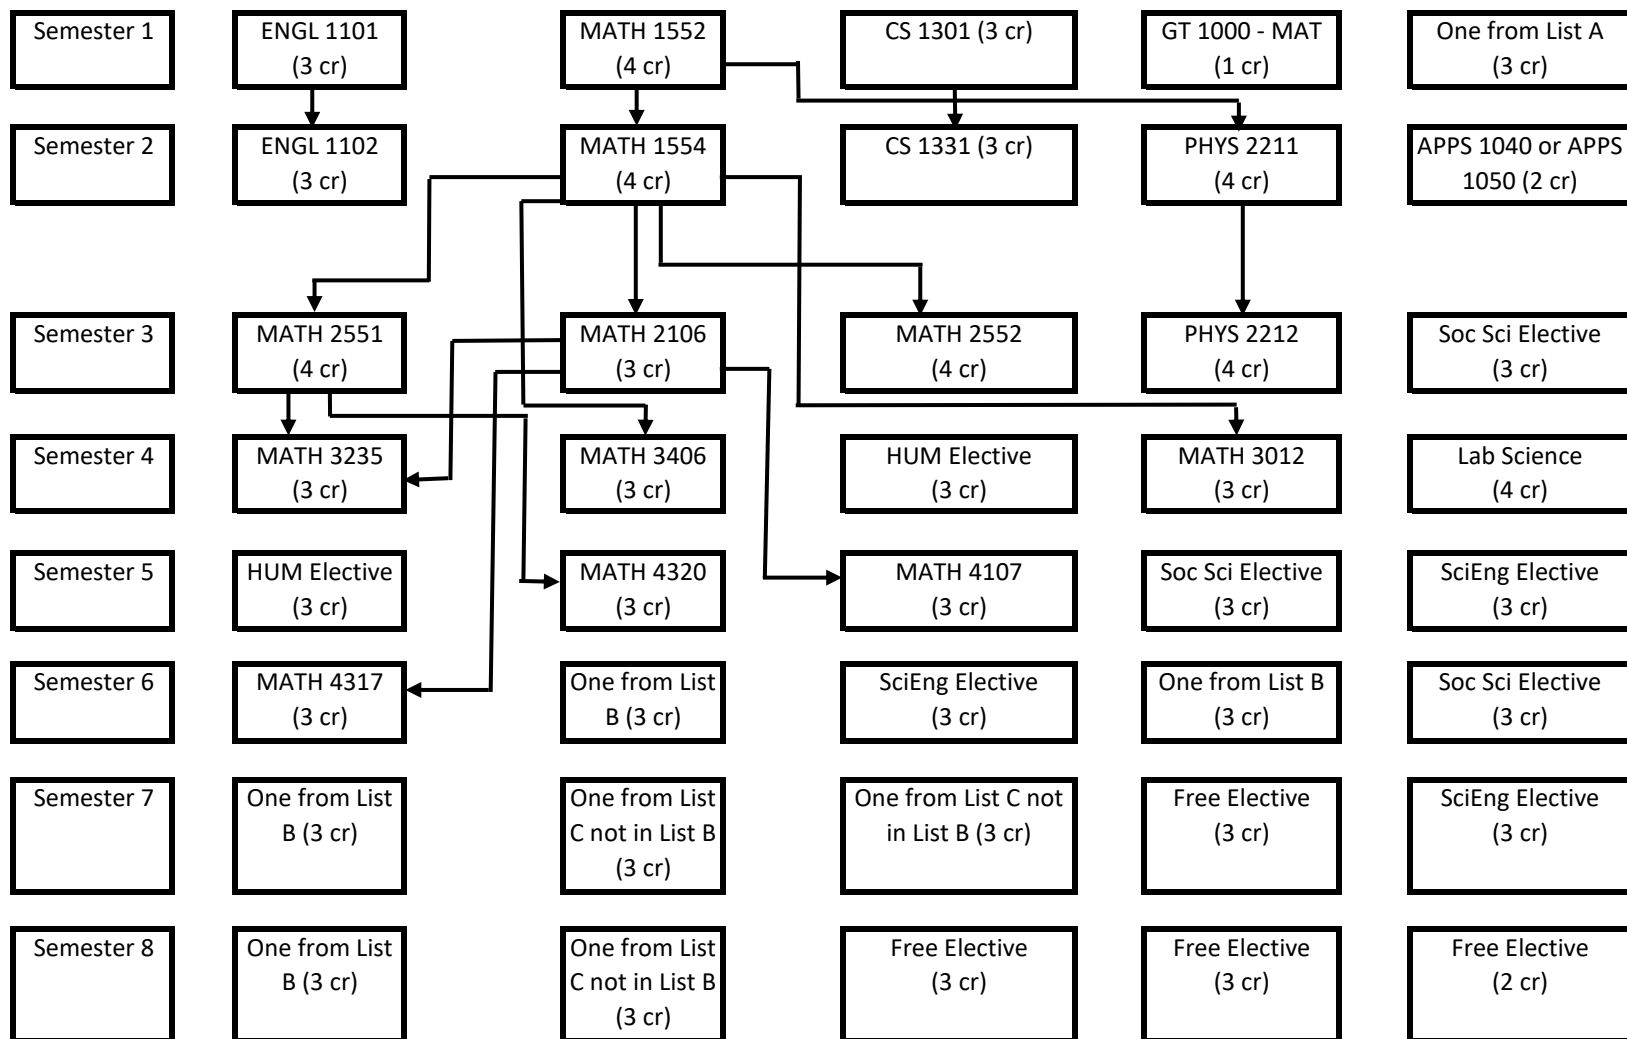 Semester 1
ENGL 1101
(3 cr)
MATH 1552
(4 cr)
CS 1301 (3 cr)
GT 1000 - MAT
(1 cr)
One from List A
(3 cr)
Semester 2
ENGL 1102
(3 cr)
MATH 1554
(4 cr)
CS 1331 (3 cr)
PHYS 2211
(4 cr)
APPS 1040 or APPS
1050 (2 cr)
Semester 3
MATH 2551
(4 cr)
MATH 2106
(3 cr)
MATH 2552
(4 cr)
PHYS 2212
(4 cr)
Soc Sci Elective
(3 cr)
Semester 4
MATH 3235
(3 cr)
MATH 3406
(3 cr)
HUM Elective
(3 cr)
MATH 3012
(3 cr)
Lab Science
(4 cr)
Semester 5
HUM Elective
(3 cr)
MATH 4320
(3 cr)
MATH 4107
(3 cr)
Soc Sci Elective
(3 cr)
SciEng Elective
(3 cr)
Semester 6
MATH 4317
(3 cr)
One from List
B (3 cr)
SciEng Elective
(3 cr)
One from List B
(3 cr)
Soc Sci Elective
(3 cr)
Semester 7
One from List
B (3 cr)
One from List
C not in List B
(3 cr)
One from List C not
in List B (3 cr)
Free Elective
(3 cr)
SciEng Elective
(3 cr)
Semester 8
One from List
B (3 cr)
One from List
C not in List B
(3 cr)
Free Elective
(3 cr)
Free Elective
(3 cr)
Free Elective
(2 cr)